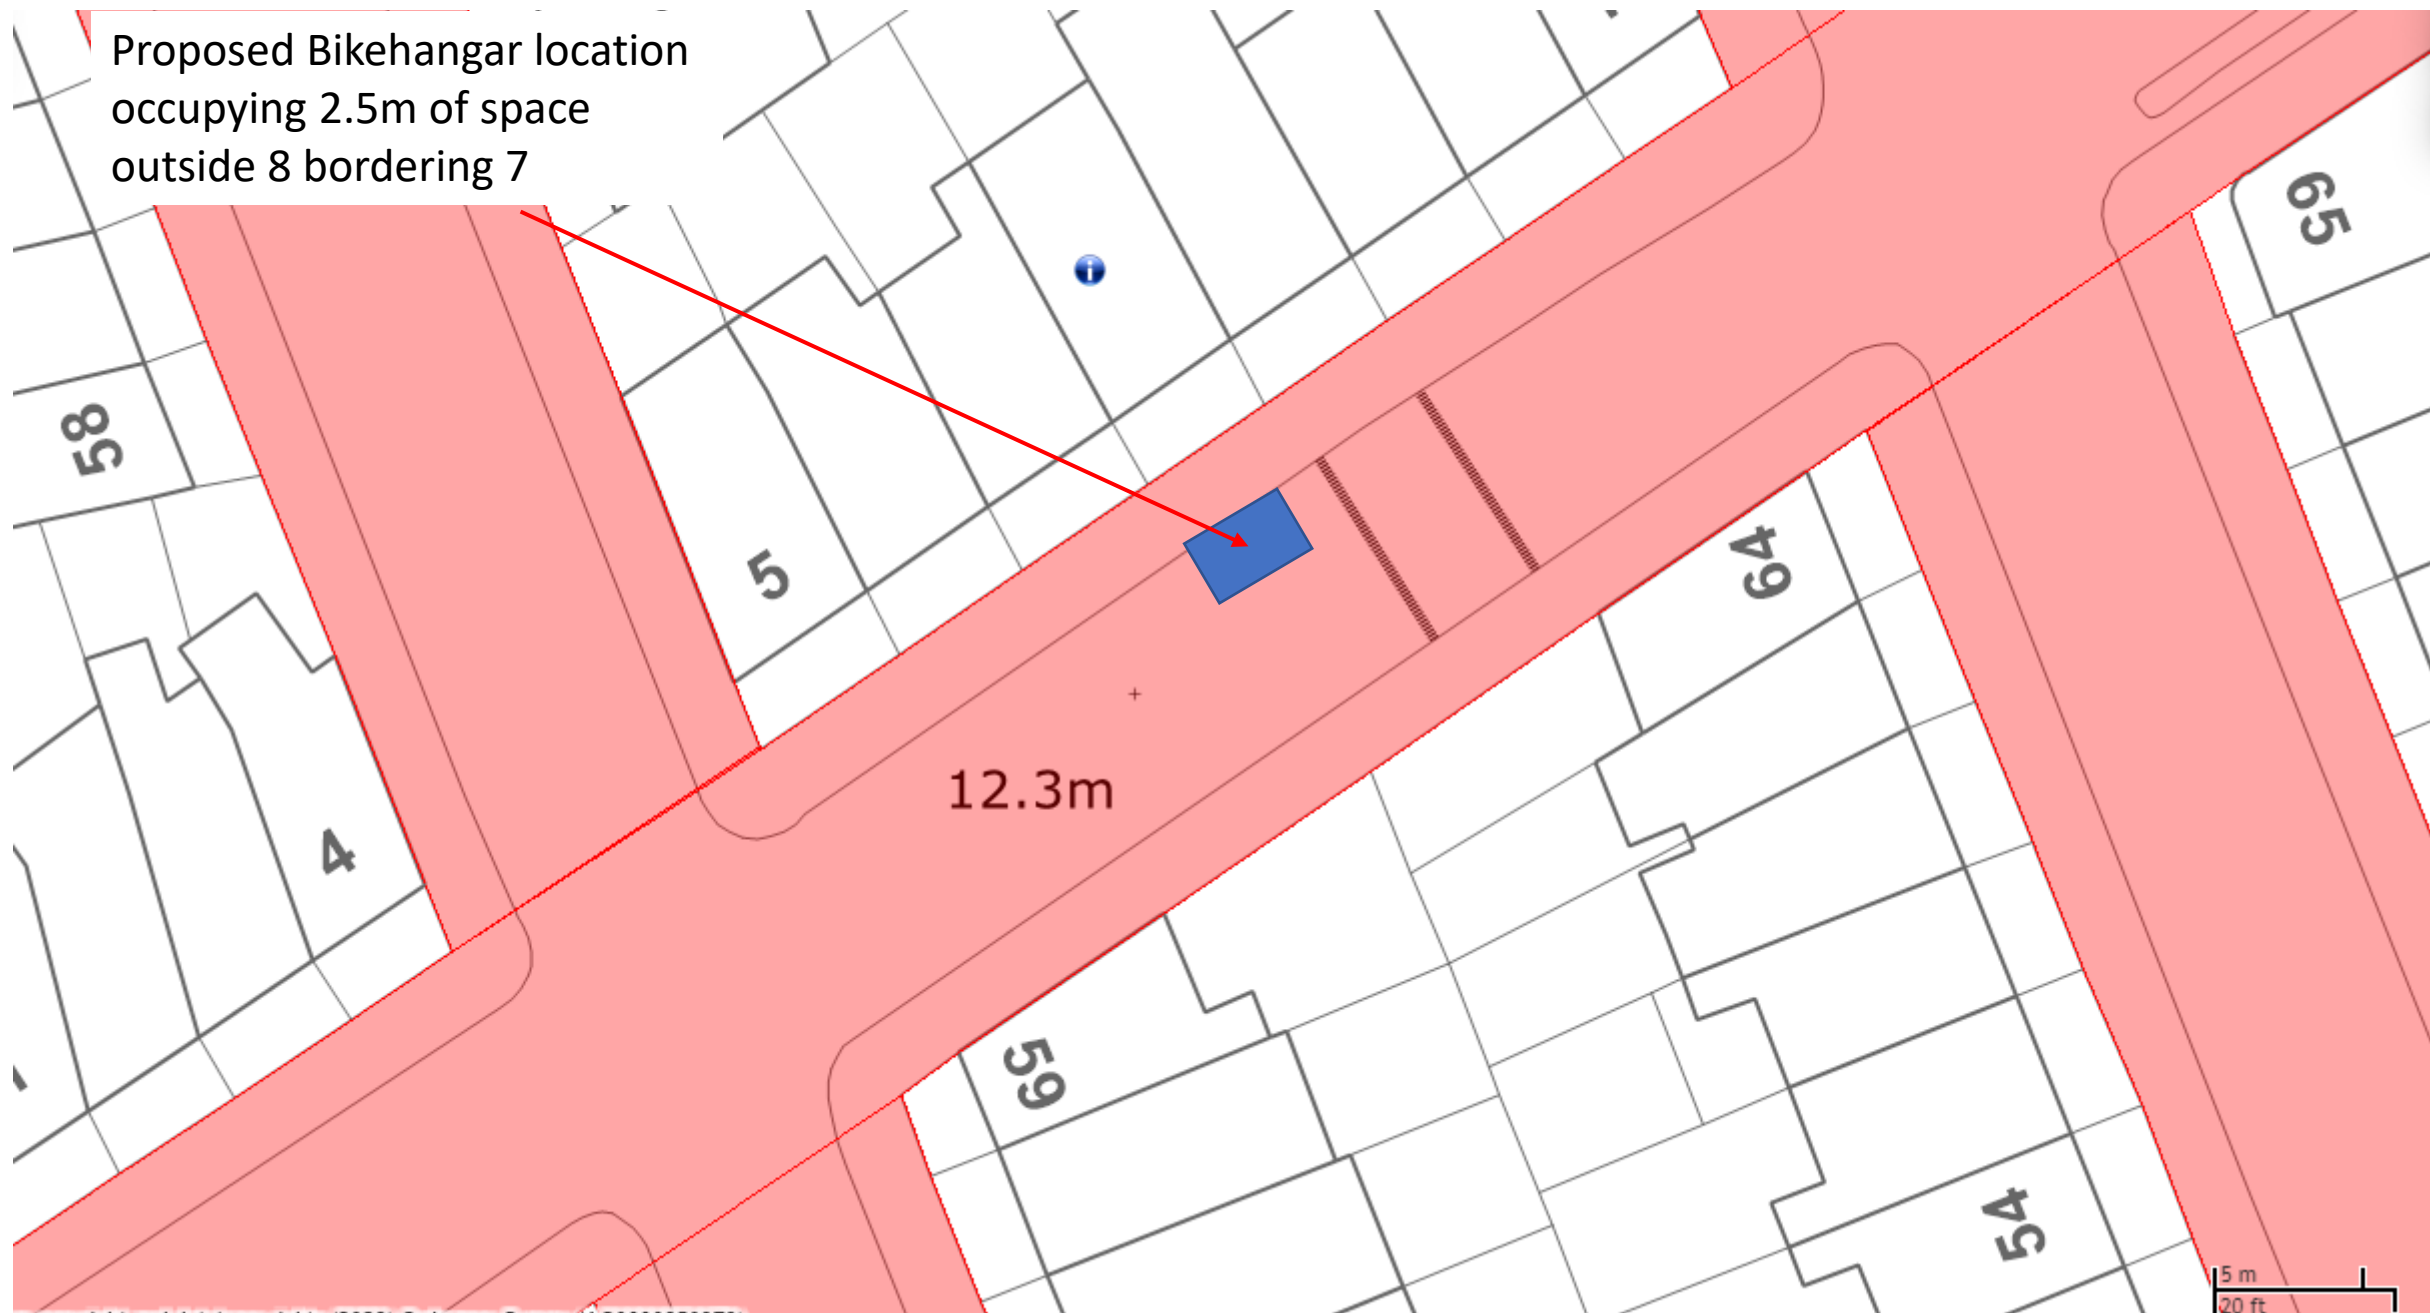 Proposed Bikehangar location
occupying 2.5m of space
outside 8 bordering 7
65
58
5
64
12.3m
4
59
54
5 m
20 ft